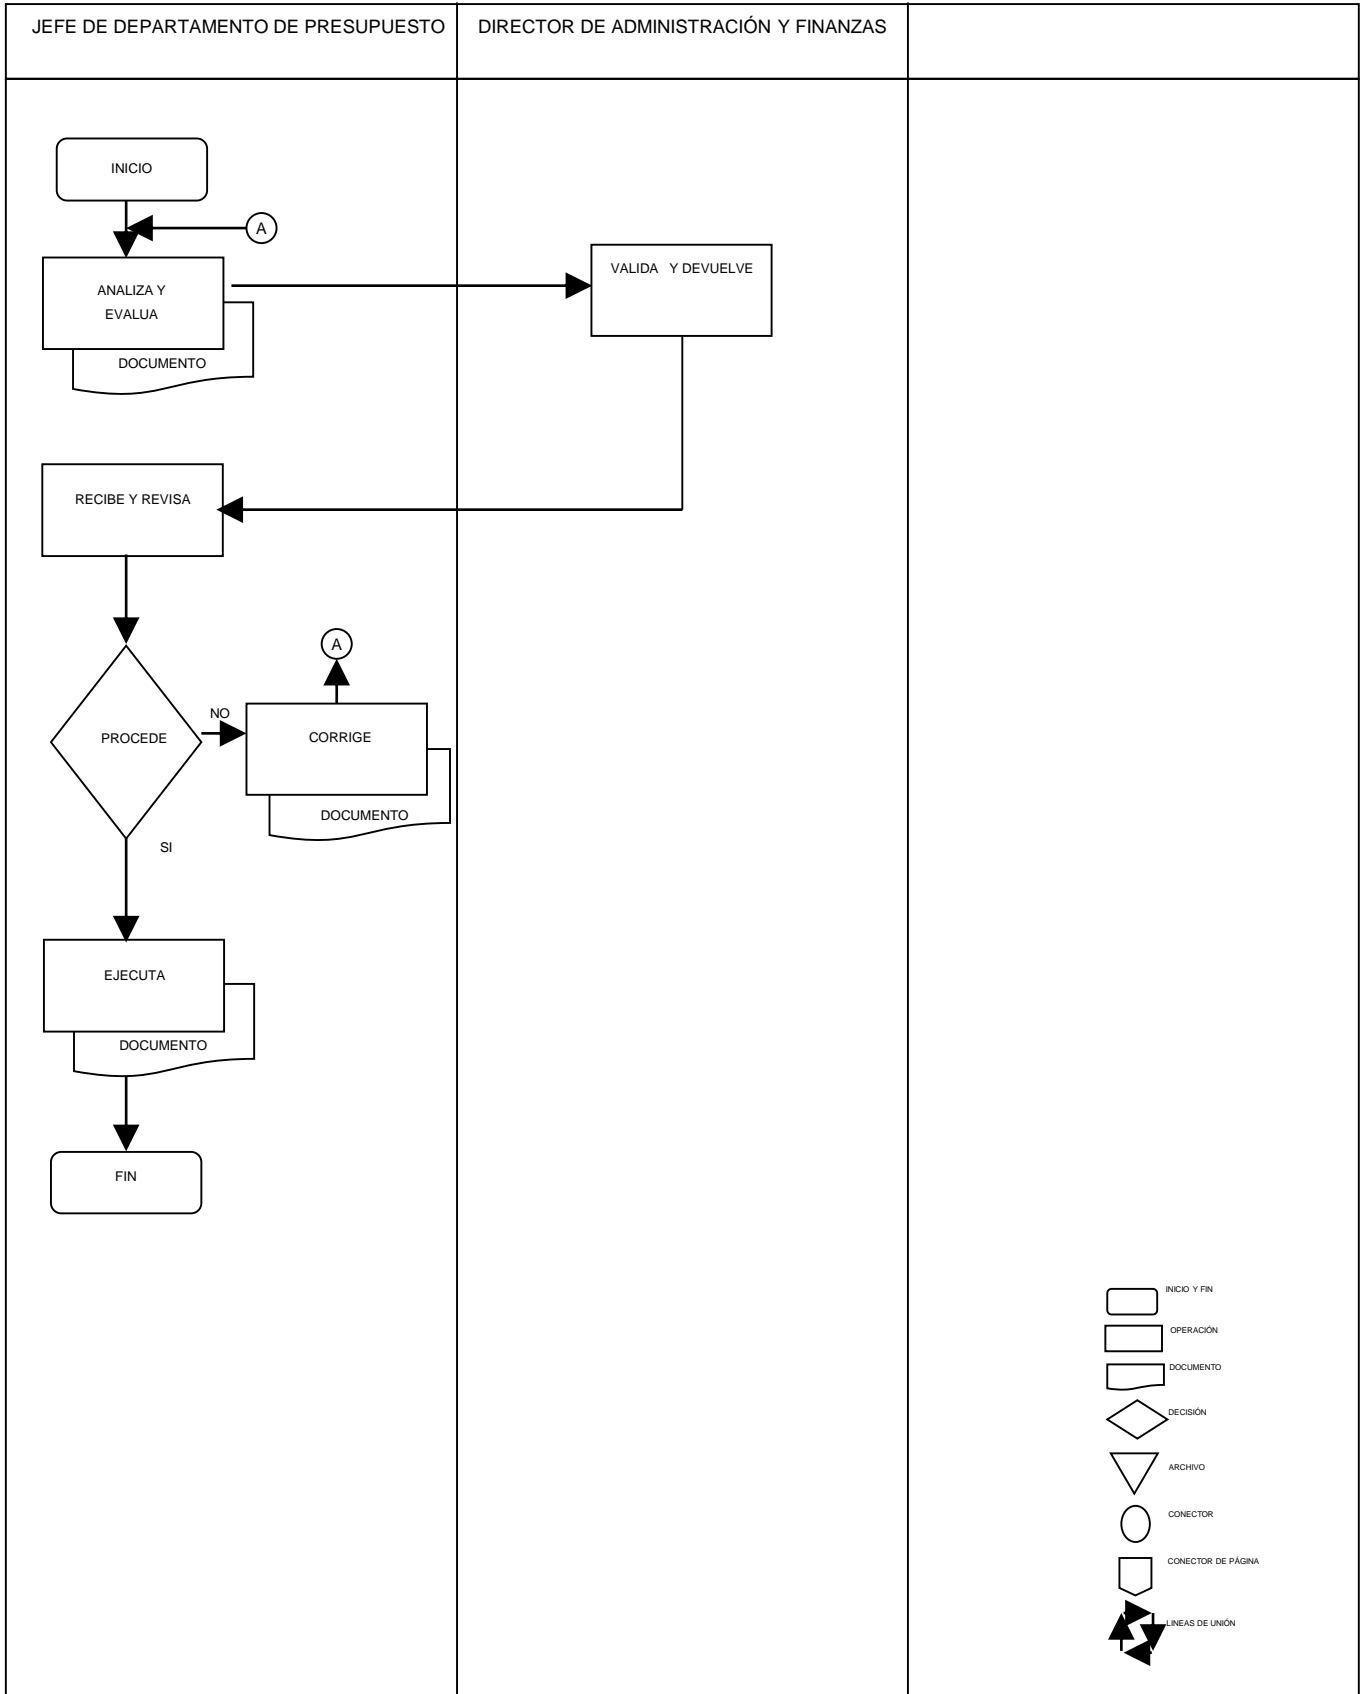 JEFE DE DEPARTAMENTO DE PRESUPUESTO
DIRECTOR DE ADMINISTRACIÓN Y FINANZAS
INICIO
A
ANALIZA Y
EVALUA
DOCUMENTO
VALIDA Y DEVUELVE
RECIBE Y REVISA
A
PROCEDE
NO
CORRIGE
DOCUMENTO
SI
EJECUTA
DOCUMENTO
FIN
INICIO Y FIN
OPERACIÓN
DOCUMENTO
DECISIÓN
ARCHIVO
CONECTOR
CONECTOR DE PÁGINA
LINEAS DE UNIÓN